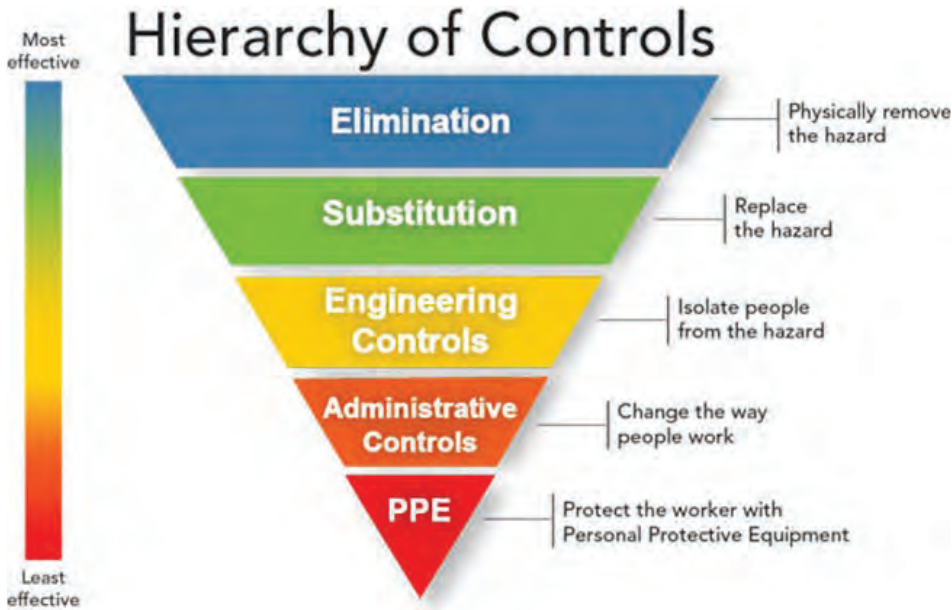 Hierarchy of Controls
Most
effective
Elimination
Physically remove
the hazard
Substitution
Replace
the hazard
Engineering
Controls
Isolate people
from the hazard
Administrative
Controls
Change the way
people work
PPE
Protect the worker with
Personal Protective Equipment
Least
effective